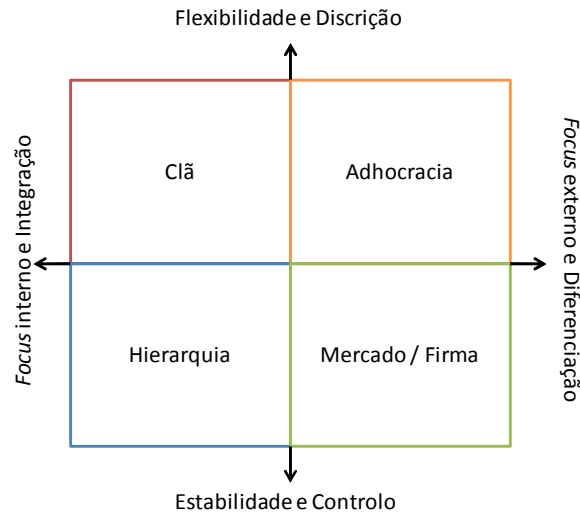 Flexibilidade e Discrição
Focus interno e Integração
Clã
Adhocracia
Focus externo e Diferenciação
Hierarquia
Mercado / Firma
Estabilidade e Controlo